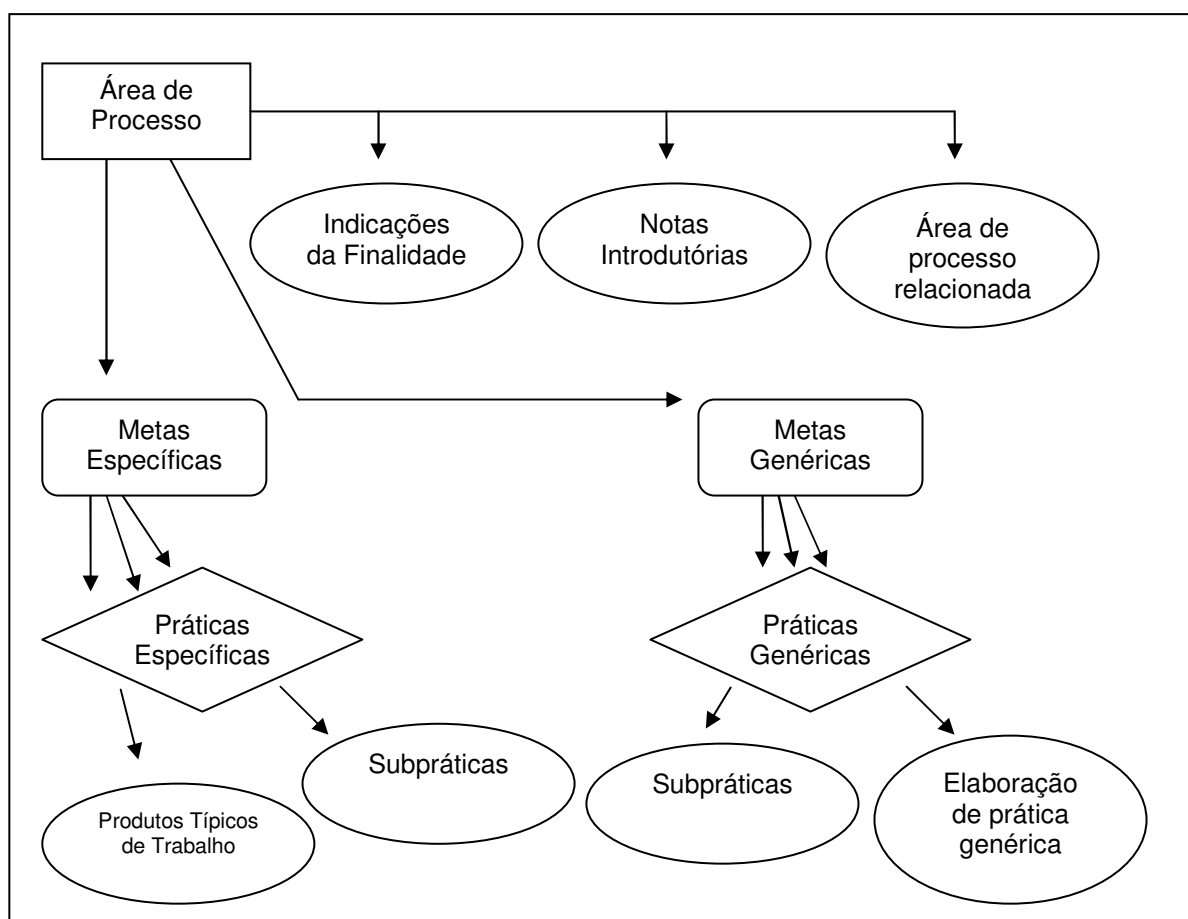 Área de
Processo
Indicações
da Finalidade
Notas
Introdutórias
Área de
processo
relacionada
Metas
Específicas
Metas
Genéricas
Práticas
Específicas
Práticas
Genéricas
Produtos Típicos
de Trabalho
Subpráticas
Subpráticas
Elaboração
de prática
genérica